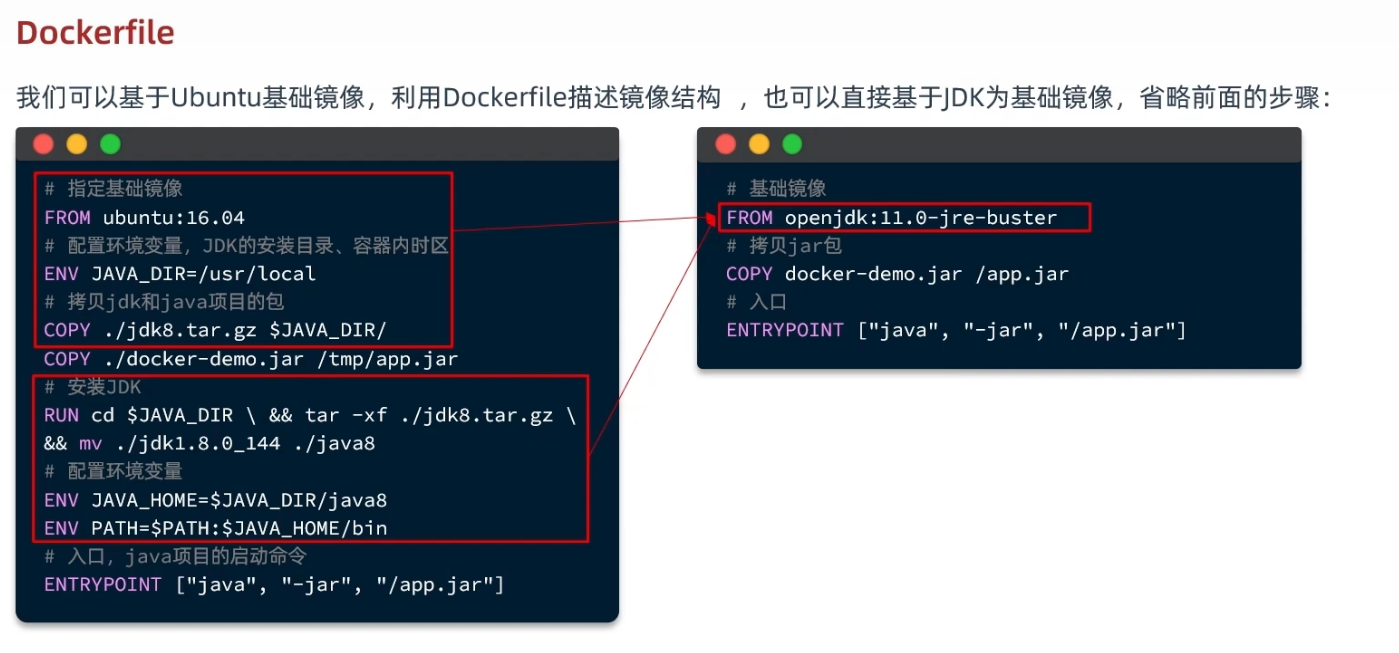 Dockerfile
我们可以基于Ubuntu基础镜像，利用Dockerfile描述镜像结构 ，也可以直接基于JDK为基础镜像，省略前面的步骤：
# 指定基础镜像
FROM ubuntu:16.04
# 配置环境变量，JDK的安装目录、容器内时区
ENV JAVA_DIR=/usr/local
# 拷贝jdk和java项目的包
COPY ./jdk8.tar.gz $JAVA_DIR/
COPY ./docker-demo.jar /tmp/app.jar
# 安装JDK
RUN cd $JAVA_DIR \ && tar -xf ./jdk8.tar.gz \
&& mv ./jdk1.8.0_144 ./java8
# 配置环境变量
ENV JAVA_HOME=$JAVA_DIR/java8
ENV PATH=$PATH:$JAVA_HOME/bin
# 入口，java项目的启动命令
ENTRYPOINT ["java", "-jar", "/app.jar"]
# 基础镜像
FROM openjdk:11.0-jre-buster
# 拷贝jar包
COPY docker-demo.jar /app.jar
# 入口
ENTRYPOINT ["java", "-jar", "/app.jar"]